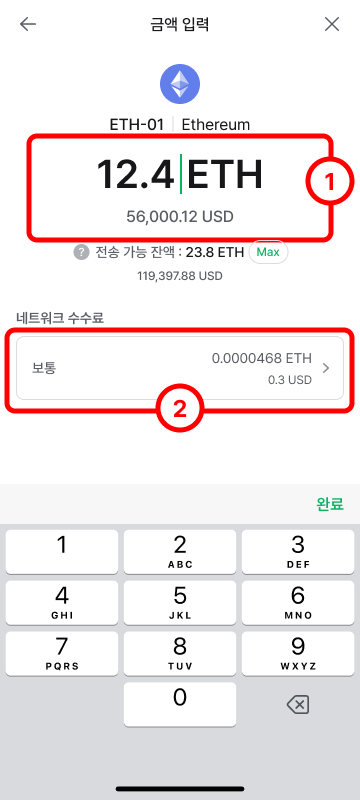 금액 입력
ETH-01 Ethereum
12.4 ETH
1
56,000.12 USD
? 전송 가능 잔액 : 23.8 ETH Max
119,397.88 USD
네트워크 수수료
보통 0.0000468 ETH
0.3 USD
2
완료
1 2 3
ABC DEF
4 5 6
GHI JKL MNO
7 8 9
PQRS TUV WXYZ
0